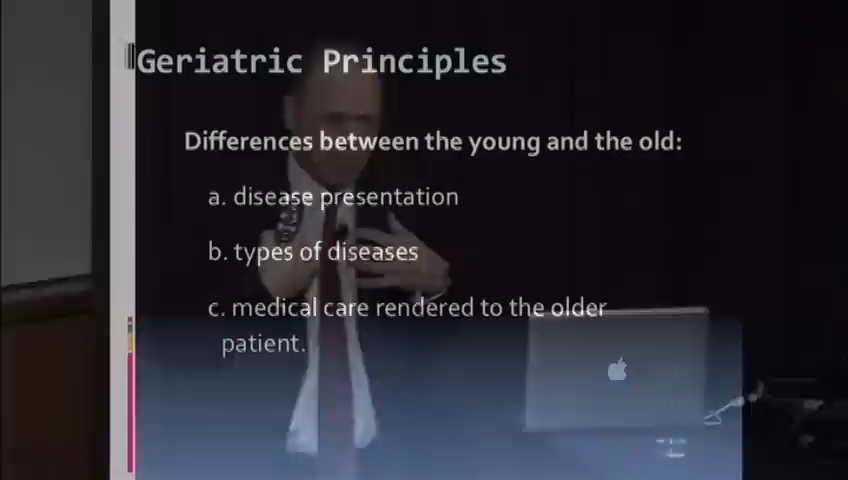 Geriatric Principles
Differences between the young and the old:
a. disease presentation
b. types of diseases
c. medical care rendered to the older
patient.